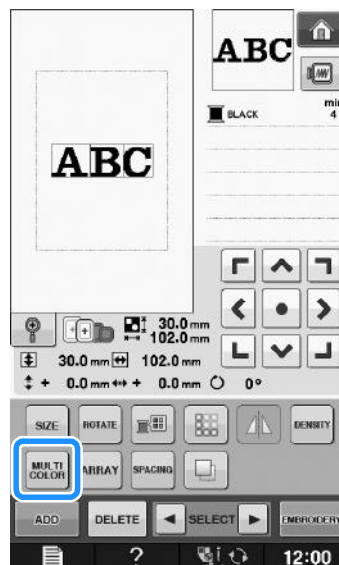 ABC
BLACK
min
4
ABC
30.0 mm
102.0 mm
30.0 mm 102.0 mm
+ 0.0 mm + 0.0 mm 0°
SIZE ROTATE DENSITY
MULTI COLOR ARRAY SPACING
ADD DELETE SELECT EMBROIDERY
? 12:00